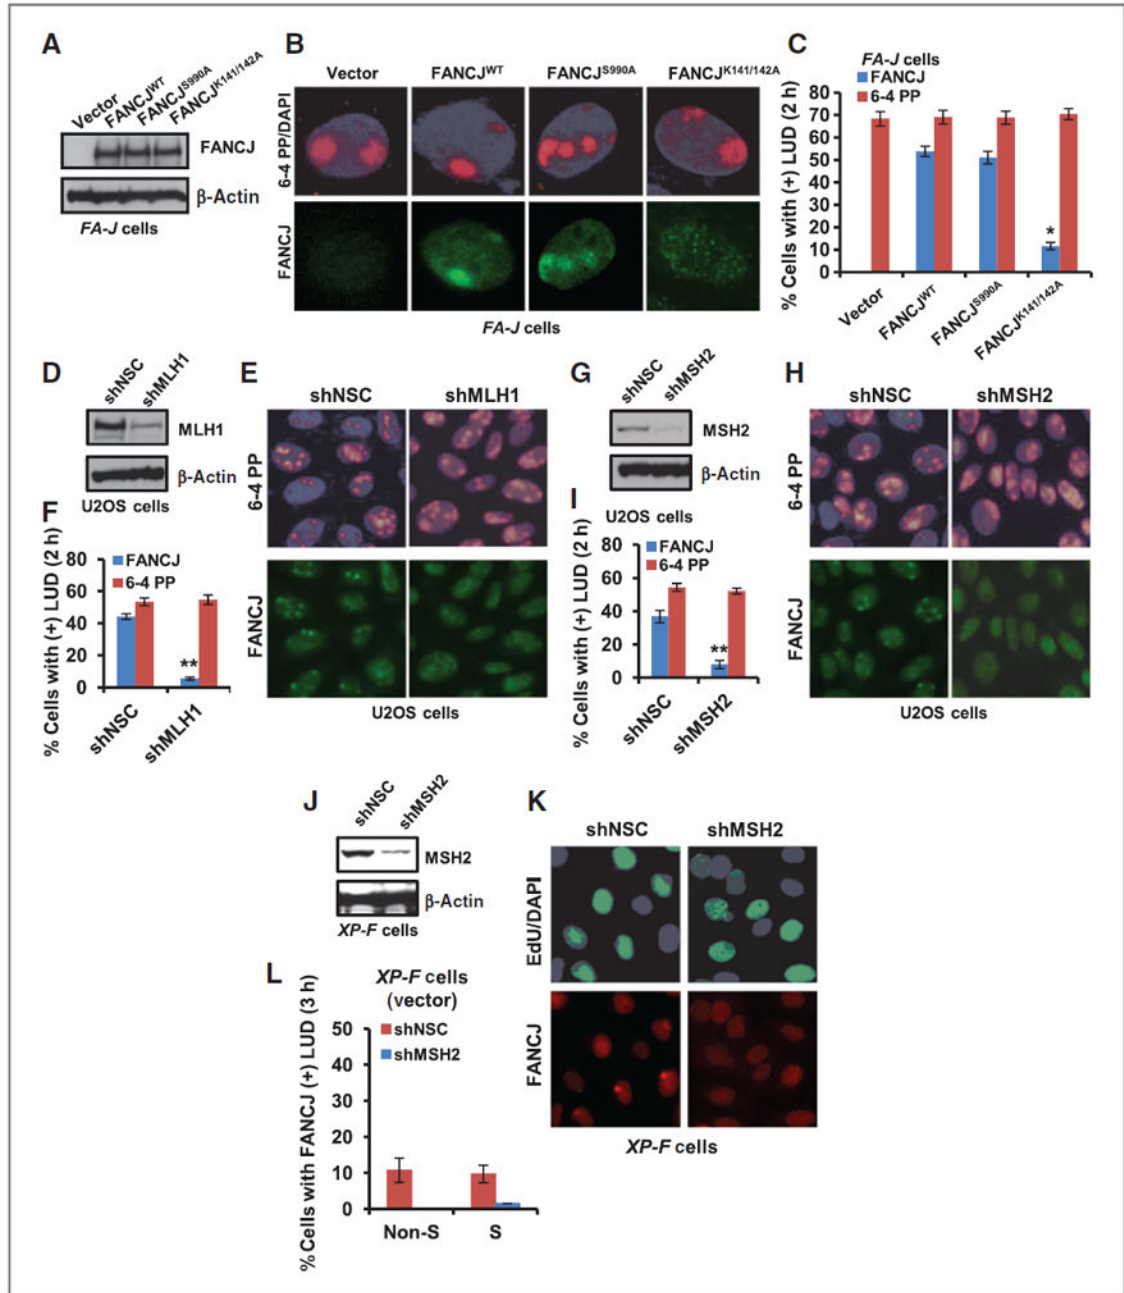 A
Vector
FANCJWT
FANCJS990A
FANCJK141/142A
FANCJ
β-Actin
FA-J cells
B
Vector
FANCJWT
FANCJS990A
FANCJK141/142A
6-4 PP/DAPI
FANCJ
FA-J cells
C
FA-J cells
FANCJ
6-4 PP
% Cells with (+) LUD (2 h)
80
70
60
50
40
30
20
10
0
*
Vector
FANCJWT
FANCJS990A
FANCJK141/142A
D
shNSC
shMLH1
MLH1
β-Actin
U2OS cells
E
shNSC
shMLH1
6-4 PP
FANCJ
U2OS cells
F
FANCJ
6-4 PP
% Cells with (+) LUD (2 h)
80
60
40
20
0
**
shNSC
shMLH1
G
shNSC
shMSH2
MSH2
β-Actin
U2OS cells
H
shNSC
shMSH2
6-4 PP
FANCJ
U2OS cells
I
FANCJ
6-4 PP
% Cells with (+) LUD (2 h)
80
60
40
20
0
**
shNSC
shMSH2
J
shNSC
shMSH2
MSH2
β-Actin
XP-F cells
K
shNSC
shMSH2
EdU/DAPI
FANCJ
XP-F cells
L
XP-F cells
(vector)
shNSC
shMSH2
%Cells with FANCJ (+) LUD (3 h)
50
40
30
20
10
0
Non-S
S